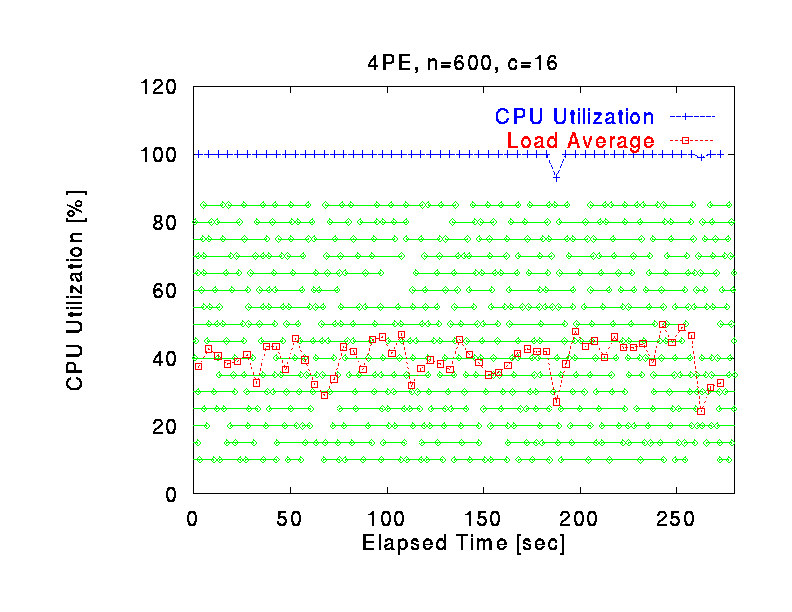 4PE, n=600, c=16
120
CPU Utilization
Load Average
100
80
60
40
20
0
CPU Utilization [%]
0 50 100 150 200 250
Elapsed Time [sec]